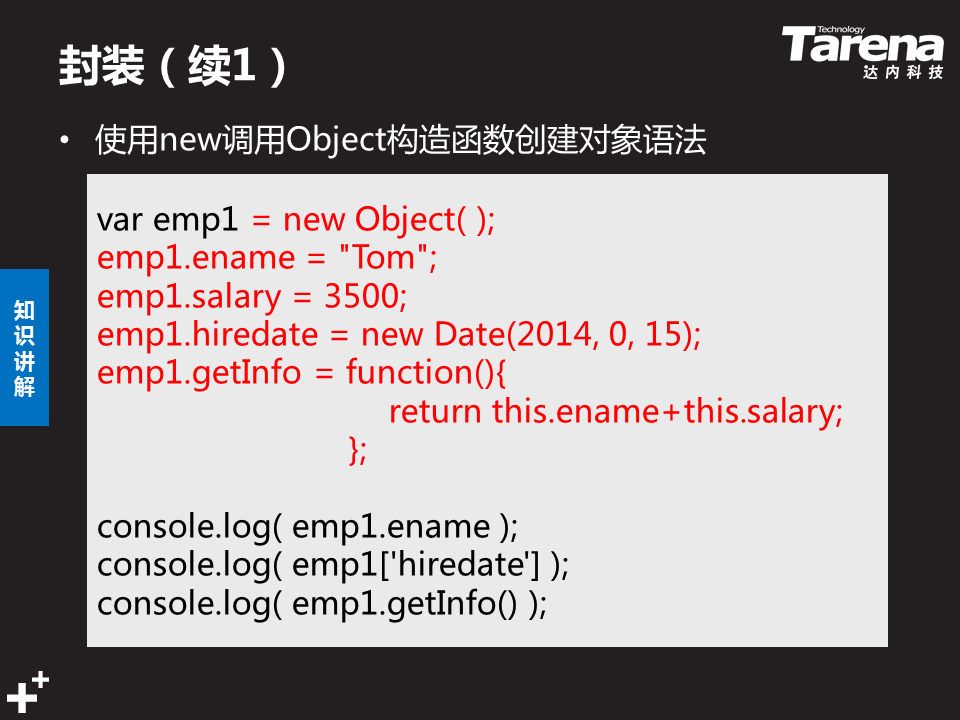 封装（续1）
Technology
Tarena
达内科技
• 使用new调用Object构造函数创建对象语法
var emp1 = new Object( );
emp1.ename = "Tom";
emp1.salary = 3500;
emp1.hiredate = new Date(2014, 0, 15);
emp1.getInfo = function(){
return this.ename+this.salary;
};
console.log( emp1.ename );
console.log( emp1['hiredate'] );
console.log( emp1.getInfo() );
知
识
讲
解